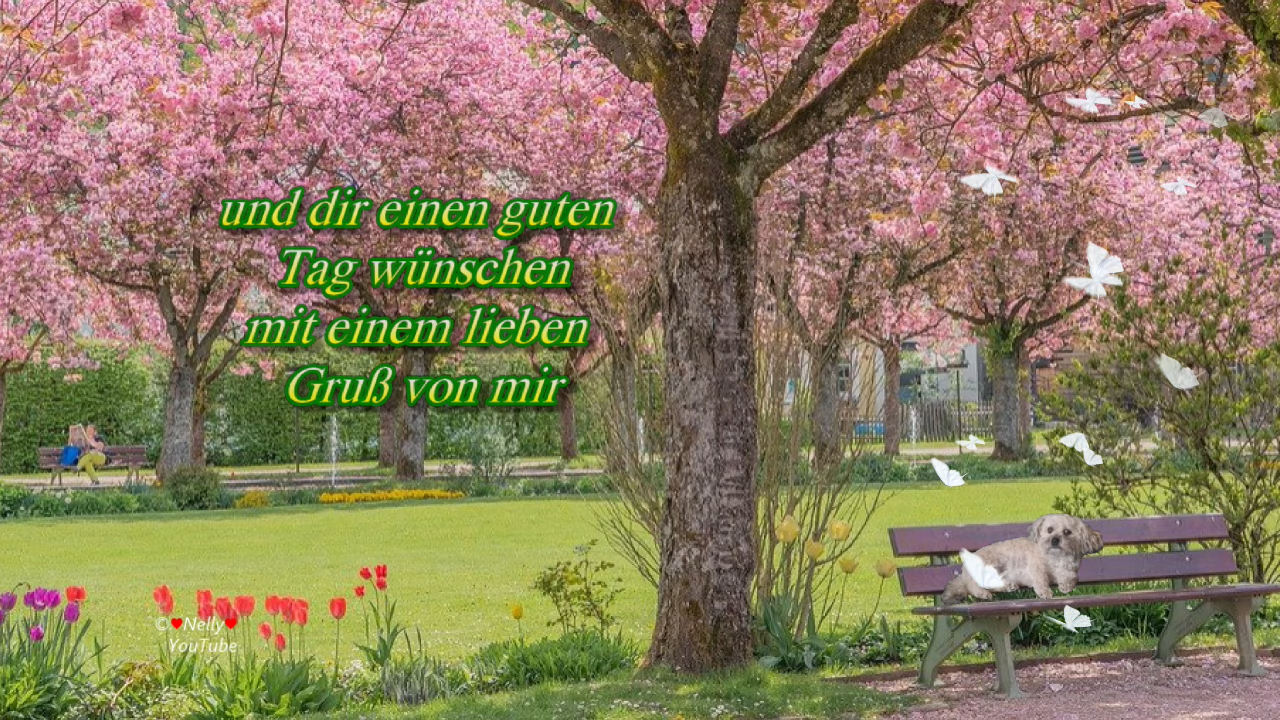 und dir einen guten
Tag wünschen
mit einem lieben
Gruß von mir
©♥Nelly♥
YouTube